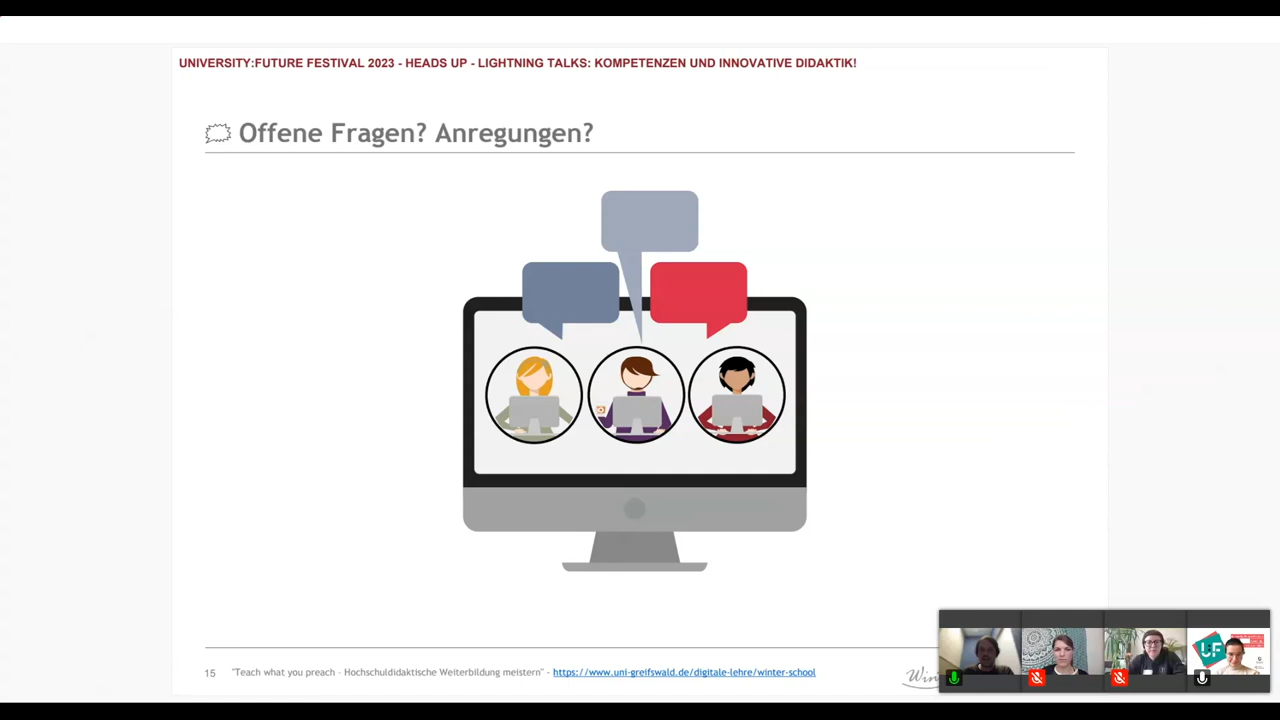 UNIVERSITY:FUTURE FESTIVAL 2023 - HEADS UP - LIGHTNING TALKS: KOMPETENZEN UND INNOVATIVE DIDAKTIK!
Offene Fragen? Anregungen?
15 "Teach what you preach - Hochschuldidaktische Weiterbildung meistern" - https://www.uni-greifswald.de/digitale-lehre/winter-school
U:F